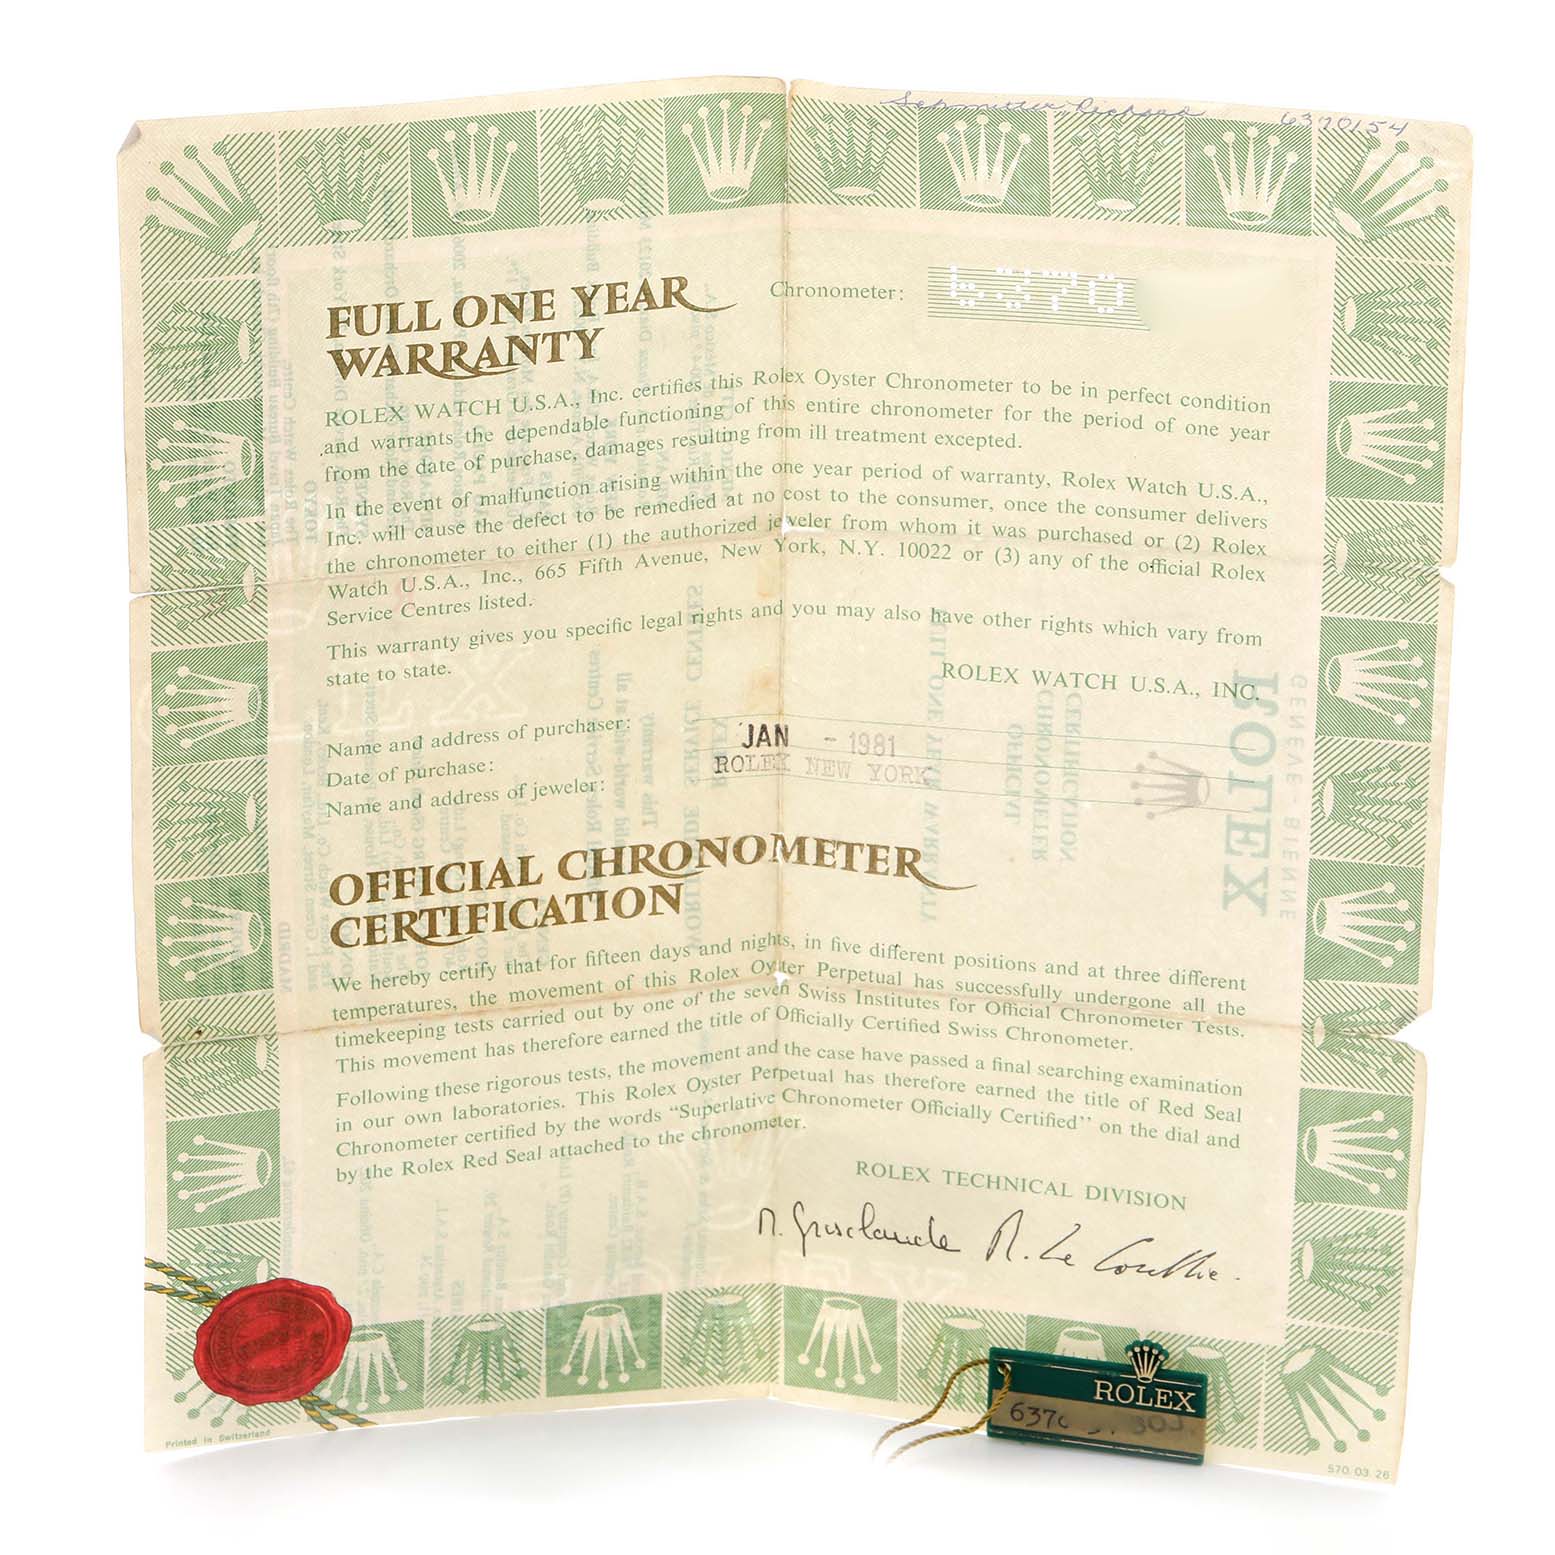 Richard 6370154
FULL ONE YEAR
WARRANTY
Chronometer: 6370
ROLEX WATCH U.S.A., Inc. certifies this Rolex Oyster Chronometer to be in perfect condition
and warrants the dependable functioning of this entire chronometer for the period of one year
from the date of purchase, damages resulting from ill treatment excepted.
In the event of malfunction arising within the one year period of warranty, Rolex Watch U.S.A.,
Inc. will cause the defect to be remedied at no cost to the consumer, once the consumer delivers
the chronometer to either (1) the authorized jeweler from whom it was purchased or (2) Rolex
Watch U.S.A., Inc., 665 Fifth Avenue, New York, N.Y. 10022 or (3) any of the official Rolex
Service Centres listed.
This warranty gives you specific legal rights and you may also have other rights which vary from
state to state.
ROLEX WATCH U.S.A., INC.
Name and address of purchaser:
Date of purchase: JAN - 1981
Name and address of jeweler: ROLEX NEW YORK
OFFICIAL CHRONOMETER
CERTIFICATION
We hereby certify that for fifteen days and nights, in five different positions and at three different
temperatures, the movement of this Rolex Oyster Perpetual has successfully undergone all the
timekeeping tests carried out by one of the seven Swiss Institutes for Official Chronometer Tests.
This movement has therefore earned the title of Officially Certified Swiss Chronometer.
Following these rigorous tests, the movement and the case have passed a final searching examination
in our own laboratories. This Rolex Oyster Perpetual has therefore earned the title of Red Seal
Chronometer certified by the words “Superlative Chronometer Officially Certified” on the dial and
by the Rolex Red Seal attached to the chronometer.
ROLEX TECHNICAL DIVISION
ROLEX
Printed in Switzerland
570.03.26